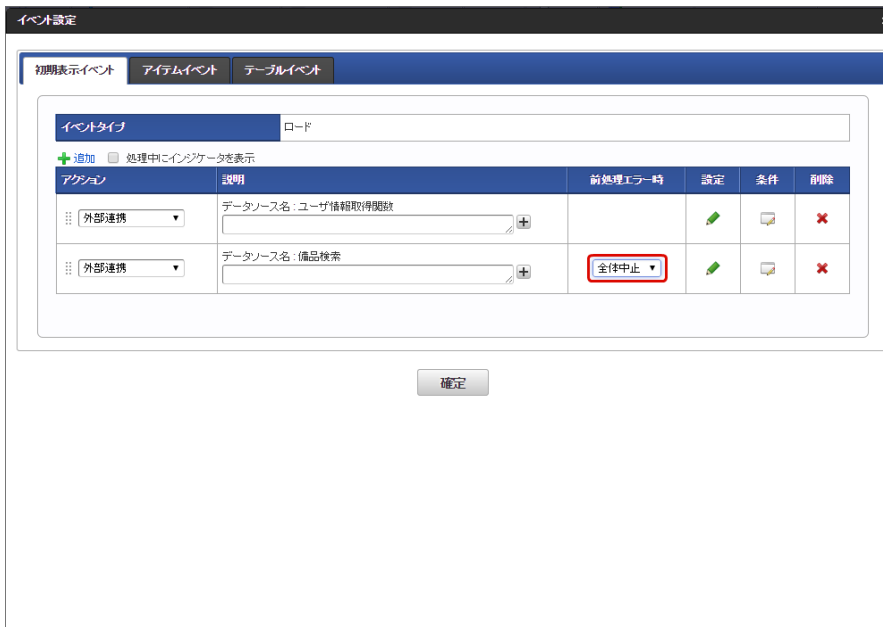 イベント設定
初期表示イベント アイテムイベント テーブルイベント
イベントタイプ ロード
追加 処理中にインジケータを表示
アクション 説明 前処理エラー時 設定 条件 削除
外部連携 データソース名 : ユーザ情報取得関数
外部連携 データソース名 : 備品検索 全体中止
確定